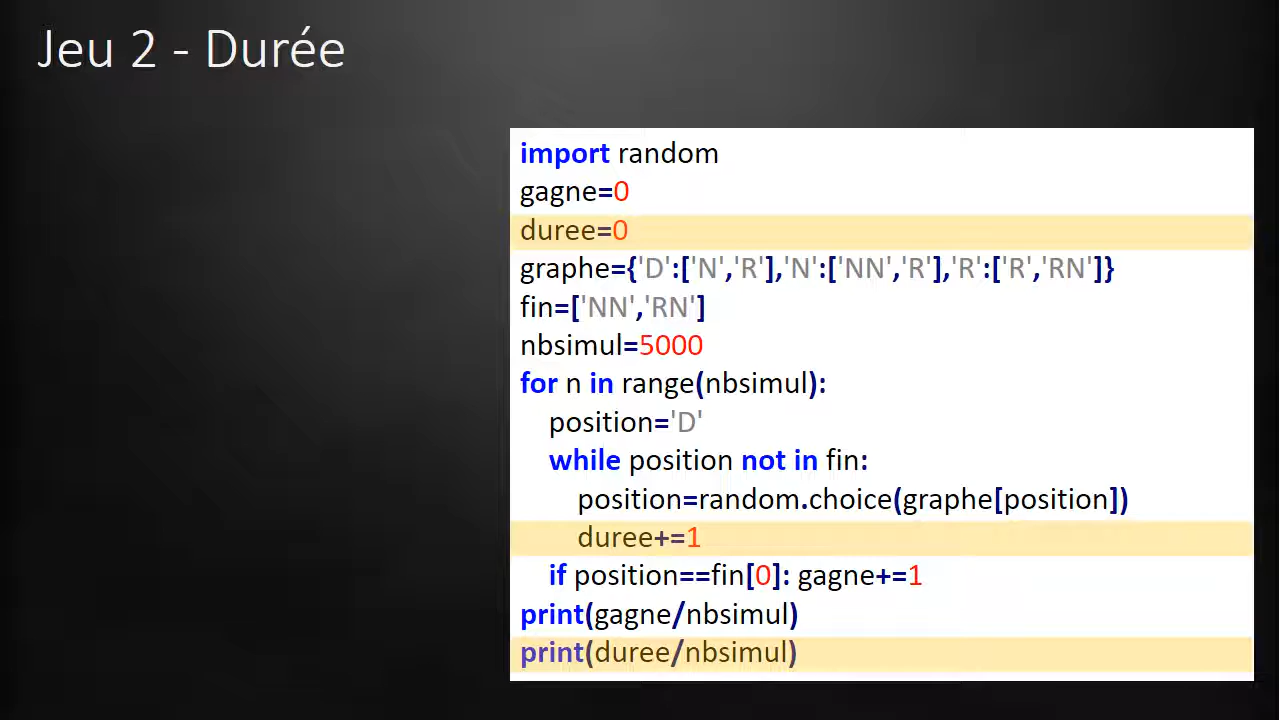 Jeu 2 - Durée
import random
gagne=0
duree=0
graphe={'D':['N','R'],'N':['NN','R'],'R':['R','RN']}
fin=['NN','RN']
nbsimul=5000
for n in range(nbsimul):
    position='D'
    while position not in fin:
        position=random.choice(graphe[position])
        duree+=1
    if position==fin[0]: gagne+=1
print(gagne/nbsimul)
print(duree/nbsimul)